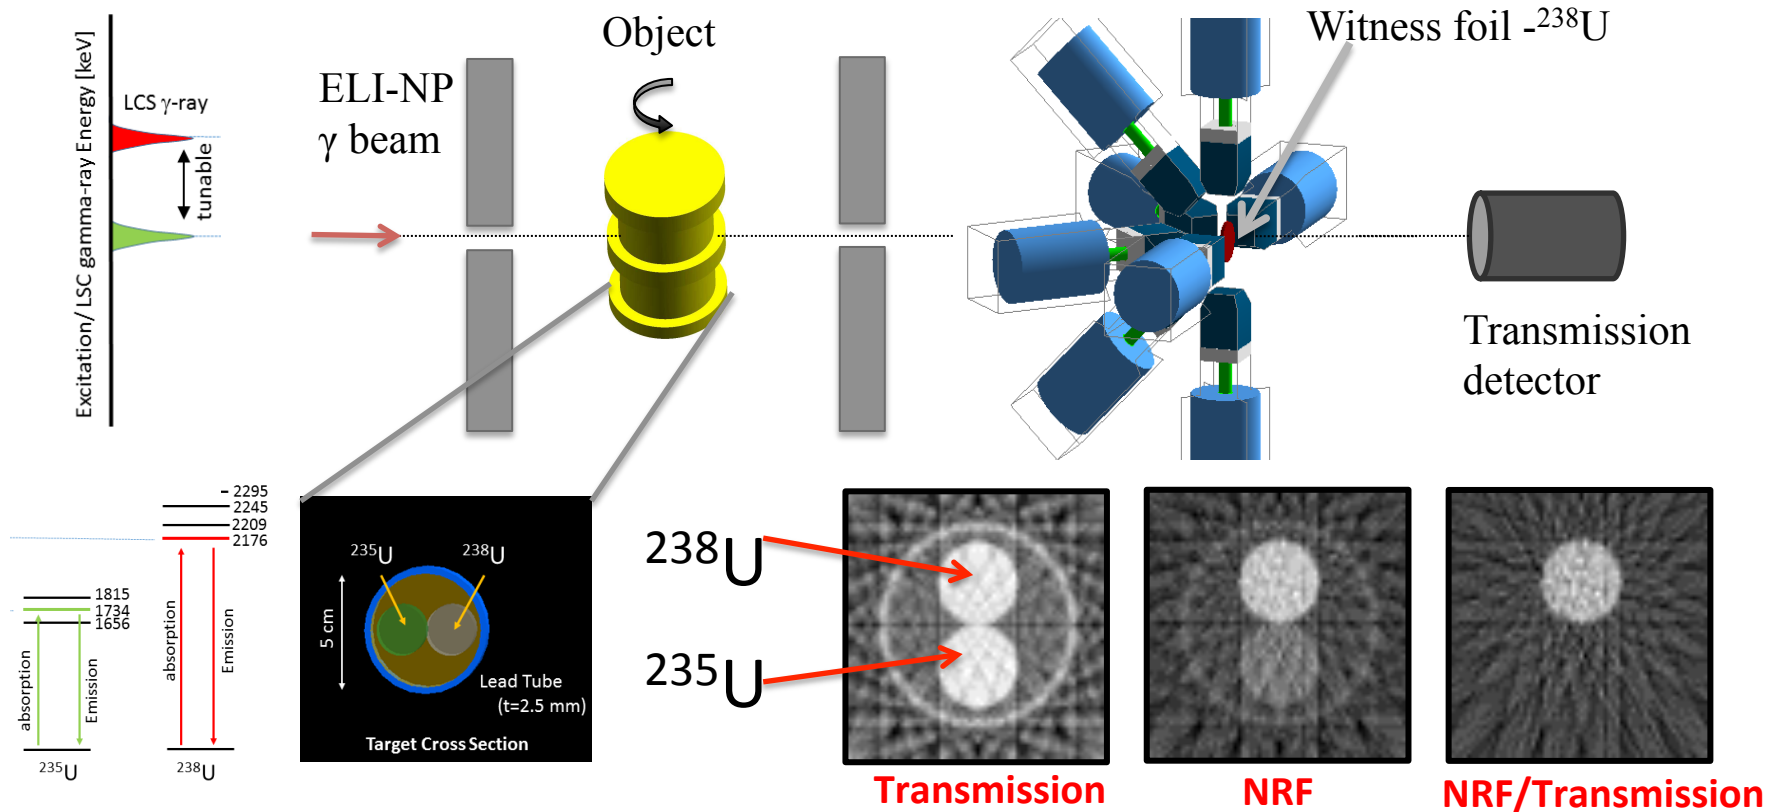 Excitation/ LSC gamma-ray Energy [keV]
LCS γ-ray
tunable
ELI-NP
γ beam
Object
Witness foil -²³⁸U
Transmission
detector
2295
2245
2209
2176
1815
1734
1656
absorption
Emission
absorption
Emission
²³⁵U
²³⁸U
²³⁵U
²³⁸U
5 cm
Lead Tube
(t=2.5 mm)
Target Cross Section
²³⁸U
²³⁵U
Transmission
NRF
NRF/Transmission